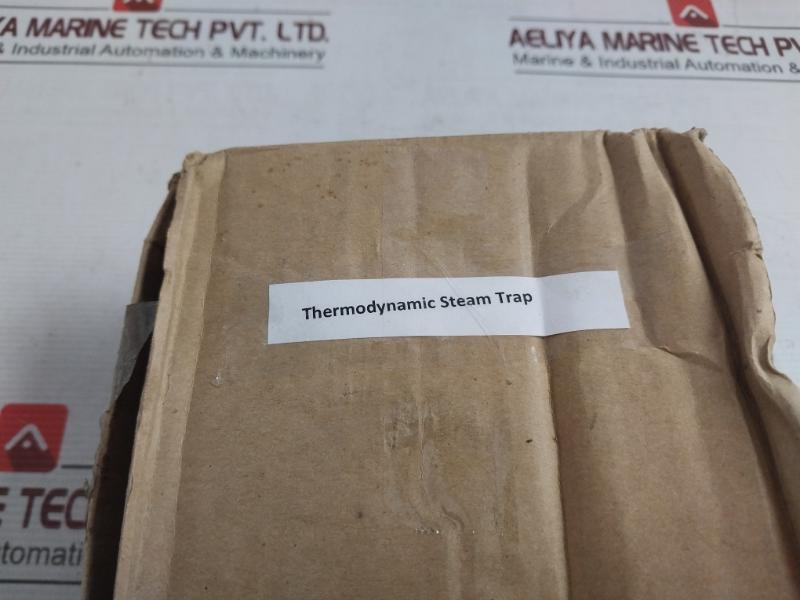 YA MARINE TECH PVT. LTD.
& Industrial Automation & Machinery
AELIYA MARINE TECH PV
Marine & Industrial Automation &
Thermodynamic Steam Trap
E TEC
utomati